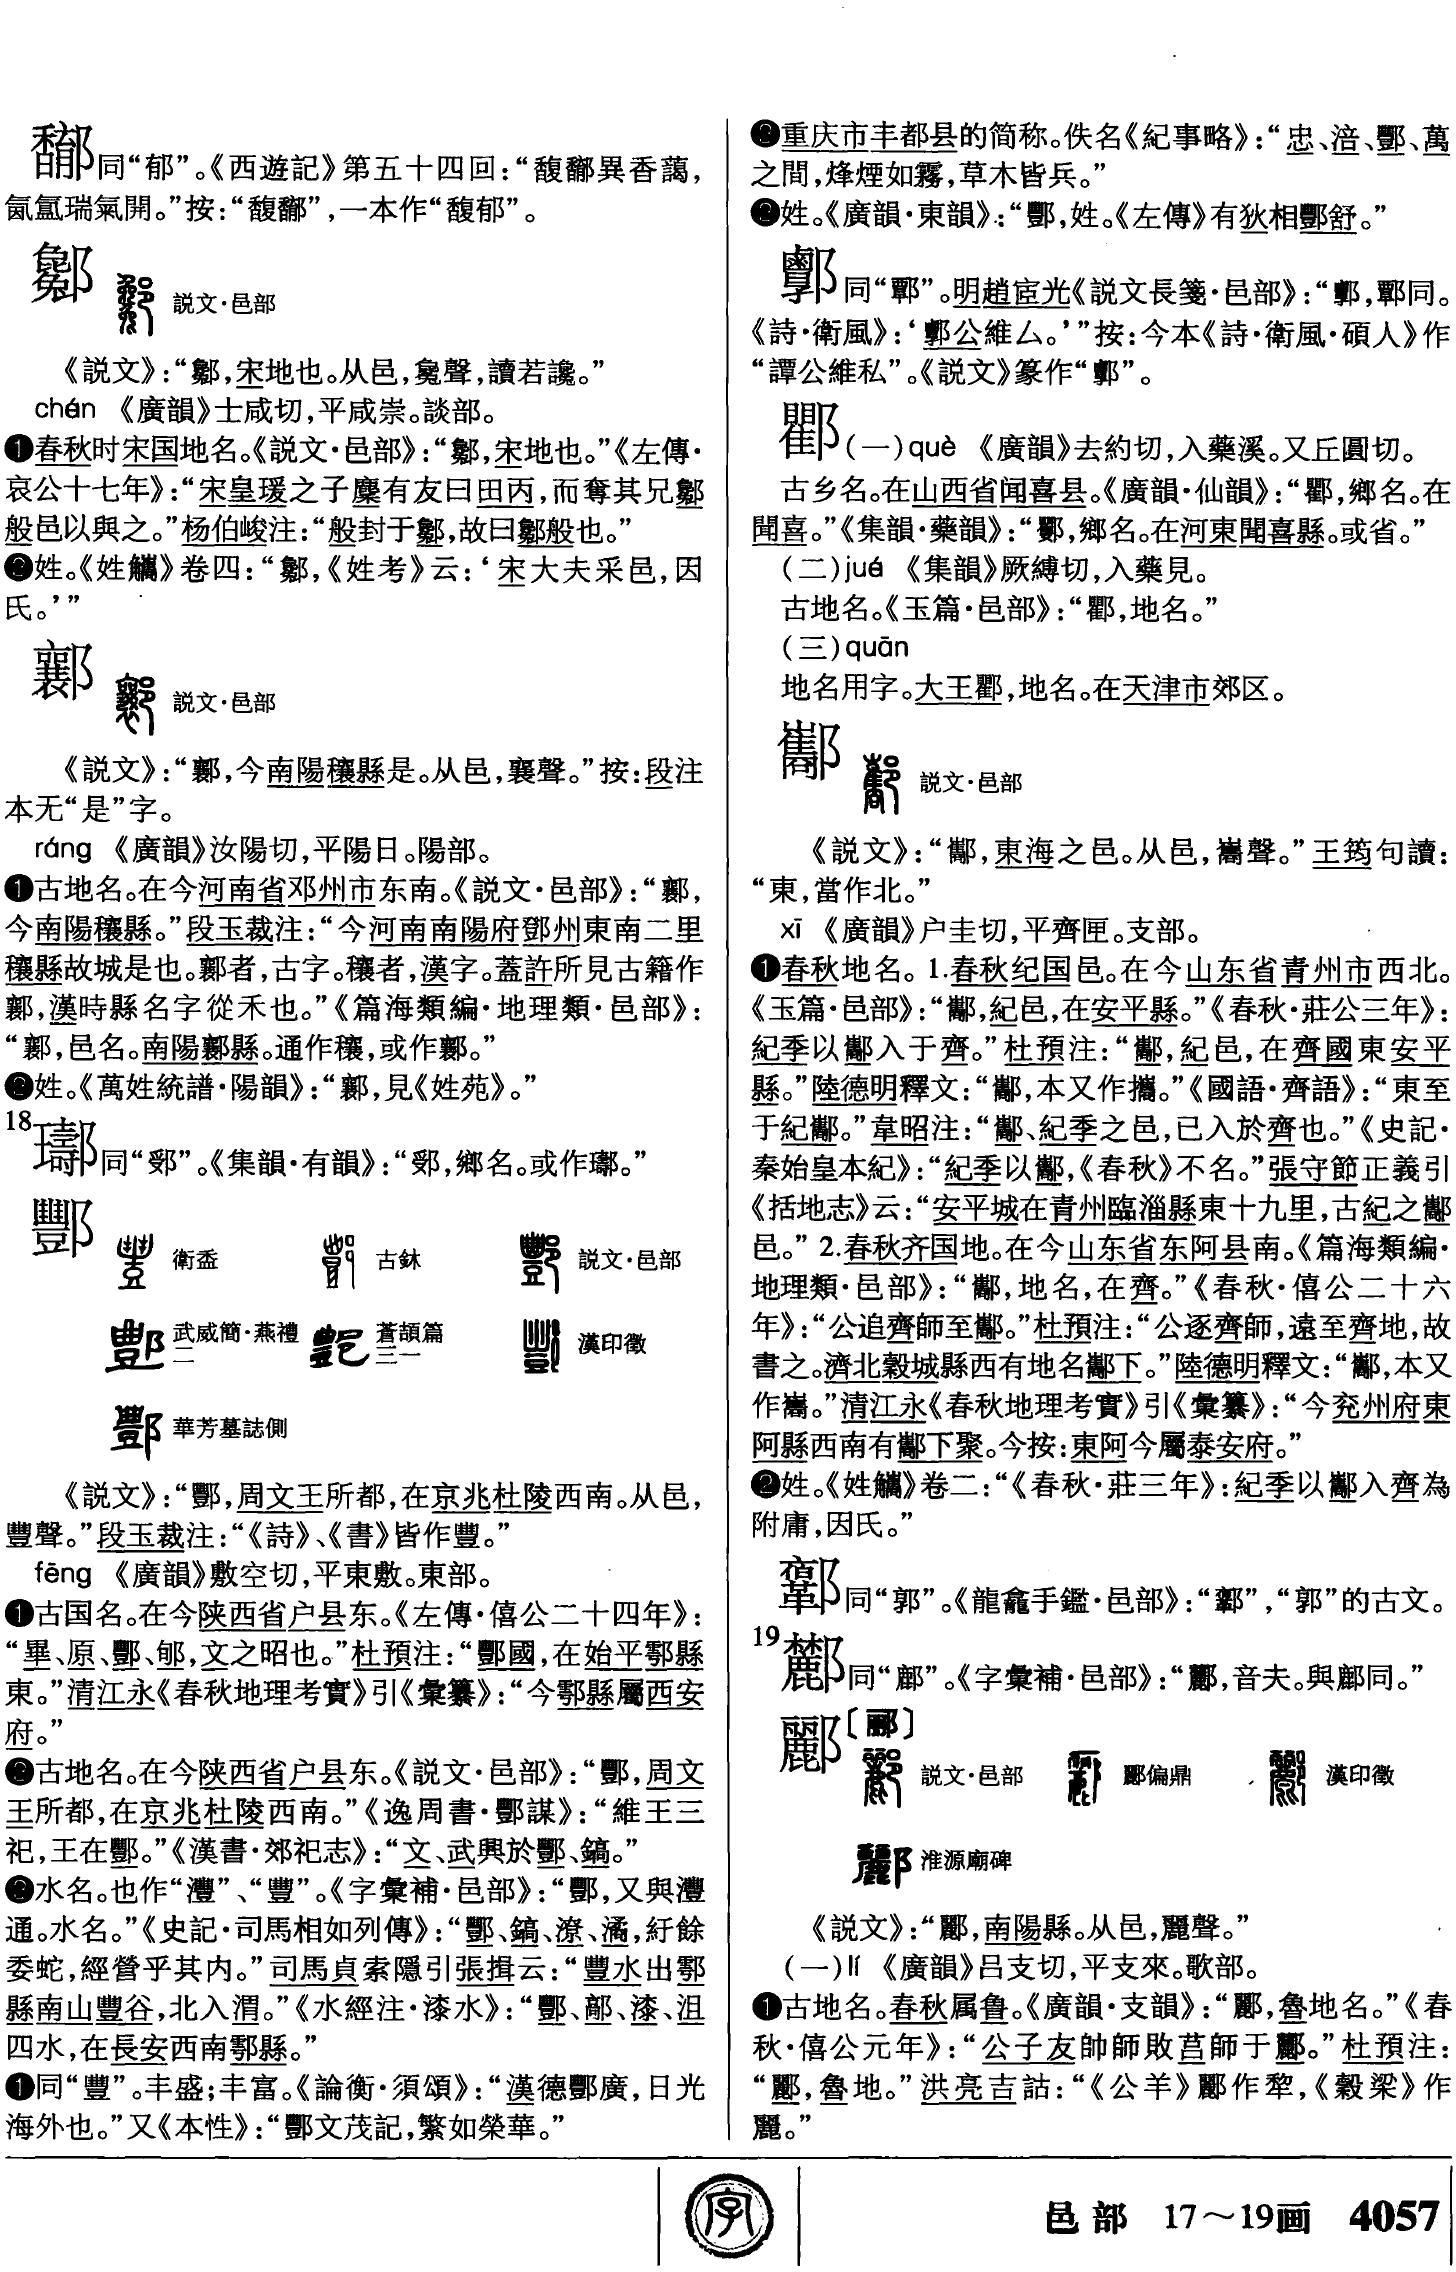 同“郁”。《西遊記》第五十四回：“馥異香藹，
氤氲瑞氣開。”按：“馥”，一本作“馥郁”。
酁
説文·邑部
《説文》：“酁，宋地也。从邑，毚聲，讀若讒。”
chán 《廣韻》士咸切，平咸崇。談部。
❶春秋时宋国地名。《説文·邑部》：“酁，宋地也。”《左傳·
哀公十七年》：“宋皇瑗之子麇有友曰田丙，而奪其兄酁
般邑以與之。”杨伯峻注：“般封于酁，故曰酁般也。”
❷姓。《姓觿》卷四：“酁，《姓考》云：‘宋大夫采邑，因
氏。’”
鄴
説文·邑部
《説文》：“今南陽穰縣是。从邑，襄聲。”按：段注
本无“是”字。
ráng 《廣韻》汝陽切，平陽日。陽部。
❶古地名。在今河南省邓州市东南。《説文·邑部》：“
今南陽穰縣。”段玉裁注：“今河南南陽府鄧州東南二里
穰縣故城是也。者，古字。穰者，漢字。蓋許所見古籍作
，漢時縣名字從禾也。”《篇海類編·地理類·邑部》：
“，邑名。南陽縣。通作穰，或作。”
❷姓。《萬姓統譜·陽韻》：“，見《姓苑》。”
18
同“”。《集韻·有韻》：“，鄉名。或作。”
酆
衛盉 古鉥 説文·邑部
武威簡·燕禮二 蒼頡篇三一 漢印徵
華芳墓誌側
《説文》：“酆，周文王所都，在京兆杜陵西南。从邑，
豐聲。”段玉裁注：“《詩》、《書》皆作豐。”
fēng 《廣韻》敷空切，平東敷。東部。
❶古国名。在今陕西省户县东。《左傳·僖公二十四年》：
“畢、原、酆、郇，文之昭也。”杜預注：“酆國，在始平鄠縣
東。”清江永《春秋地理考實》引《彙纂》：“今鄠縣屬西安
府。”
❷古地名。在今陕西省户县东。《説文·邑部》：“酆，周文
王所都，在京兆杜陵西南。”《逸周書·酆謀》：“維王三
祀，王在酆。”《漢書·郊祀志》：“文、武興於酆、鎬。”
❸水名。也作“灃”、“豐”。《字彙補·邑部》：“酆，又與灃
通。水名。”《史記·司馬相如列傳》：“酆、鎬、潦、潏，紆餘
委蛇，經營乎其内。”司馬貞索隱引張揖云：“豐水出鄠
縣南山豐谷，北入渭。”《水經注·漆水》：“酆、鄗、漆、沮
四水，在長安西南鄠縣。”
❹同“豐”。丰盛；丰富。《論衡·須頌》：“漢德酆廣，日光
海外也。”又《本性》：“酆文茂記，繁如榮華。”
❺重庆市丰都县的简称。佚名《紀事略》：“忠、涪、酆、萬
之間，烽煙如霧，草木皆兵。”
❻姓。《廣韻·東韻》：“酆，姓。《左傳》有狄相酆舒。”
同“鄿”。明趙宧光《説文長箋·邑部》：“，同。
《詩·衛風》：‘公維厶。’”按：今本《詩·衛風·碩人》作
“譚公維私”。《説文》篆作“”。
(一)què 《廣韻》去約切，入藥溪。又丘圓切。
古乡名。在山西省闻喜县。《廣韻·仙韻》：“，鄉名。在
聞喜。”《集韻·藥韻》：“，鄉名。在河東聞喜縣。或省。”
(二)jué 《集韻》厥縛切，入藥見。
古地名。《玉篇·邑部》：“，地名。”
(三)quān
地名用字。大王，地名。在天津市郊区。
酅
説文·邑部
《説文》：“酅，東海之邑。从邑，巂聲。”王筠句讀：
“東，當作北。”
xī 《廣韻》户圭切，平齊匣。支部。
❶春秋地名。1.春秋纪国邑。在今山东省青州市西北。
《玉篇·邑部》：“酅，紀邑，在安平縣。”《春秋·莊公三年》：
紀季以酅入于齊。”杜預注：“酅，紀邑，在齊國東安平
縣。”陸德明釋文：“酅，本又作攜。”《國語·齊語》：“東至
于紀酅。”韋昭注：“酅、紀季之邑，已入於齊也。”《史記·
秦始皇本紀》：“紀季以酅，《春秋》不名。”張守節正義引
《括地志》云：“安平城在青州臨淄縣東十九里，古紀之酅
邑。”2.春秋齐国地。在今山东省东阿县南。《篇海類編·
地理類·邑部》：“酅，地名，在齊。”《春秋·僖公二十六
年》：“公追齊師至酅。”杜預注：“公逐齊師，遠至齊地，故
書之。濟北穀城縣西有地名酅下。”陸德明釋文：“酅，本又
作巂。”清江永《春秋地理考實》引《彙纂》：“今兖州府東
阿縣西南有酅下聚。今按：東阿今屬泰安府。”
❷姓。《姓觿》卷二：“《春秋·莊三年》：紀季以酅入齊為
附庸，因氏。”
同“郭”。《龍龕手鑑·邑部》：“”，“郭”的古文。
19
同“鄜”。《字彙補·邑部》：“，音夫。與鄜同。”
酈〔郦〕
説文·邑部 酈偏鼎 漢印徵
淮源廟碑
《説文》：“酈，南陽縣。从邑，麗聲。”
(一)lí 《廣韻》吕支切，平支來。歌部。
❶古地名。春秋属鲁。《廣韻·支韻》：“酈，魯地名。”《春
秋·僖公元年》：“公子友帥師敗莒師于酈。”杜預注：
“酈，魯地。”洪亮吉詁：“《公羊》酈作犂，《穀梁》作
麗。”
字
邑部 17～19画 4057